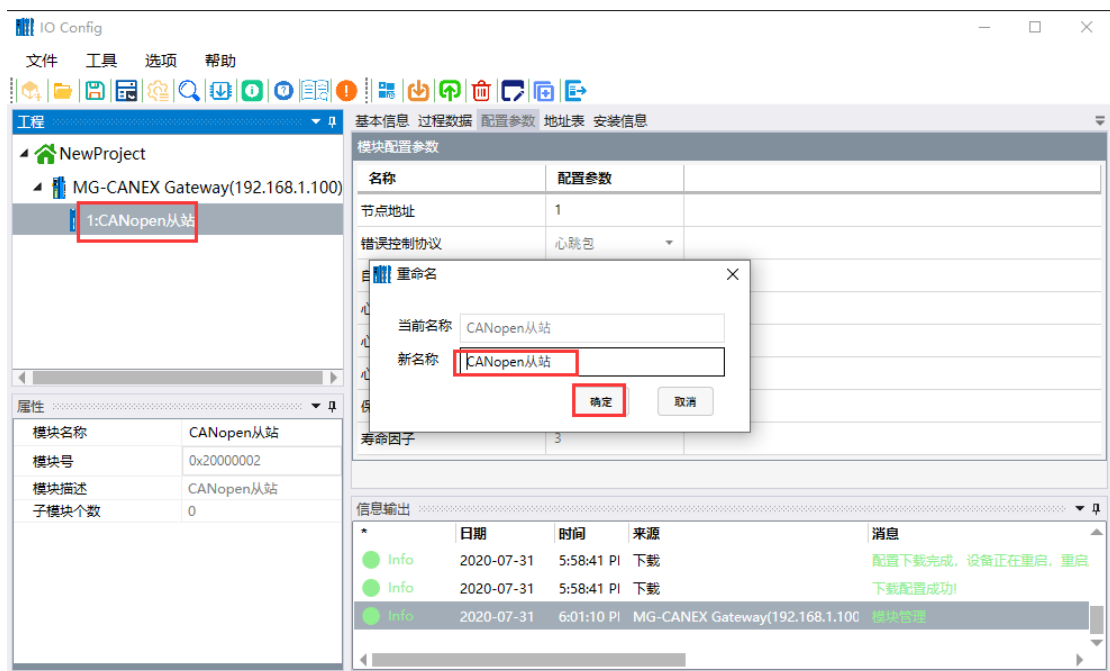 IO Config
文件 工具 选项 帮助
工程
NewProject
MG-CANEX Gateway(192.168.1.100)
1:CANopen从站
基本信息 过程数据 配置参数 地址表 安装信息
模块配置参数
名称 配置参数
节点地址 1
错误控制协议 心跳包
重命名
当前名称 CANopen从站
新名称 CANopen从站
确定 取消
寿命因子 3
属性
模块名称 CANopen从站
模块号 0x20000002
模块描述 CANopen从站
子模块个数 0
信息输出
* 日期 时间 来源 消息
Info 2020-07-31 5:58:41 PI 下载 配置下载完成，设备正在重启，重启
Info 2020-07-31 5:58:41 PI 下载 下载配置成功!
Info 2020-07-31 6:01:10 PI MG-CANEX Gateway(192.168.1.100 模块管理